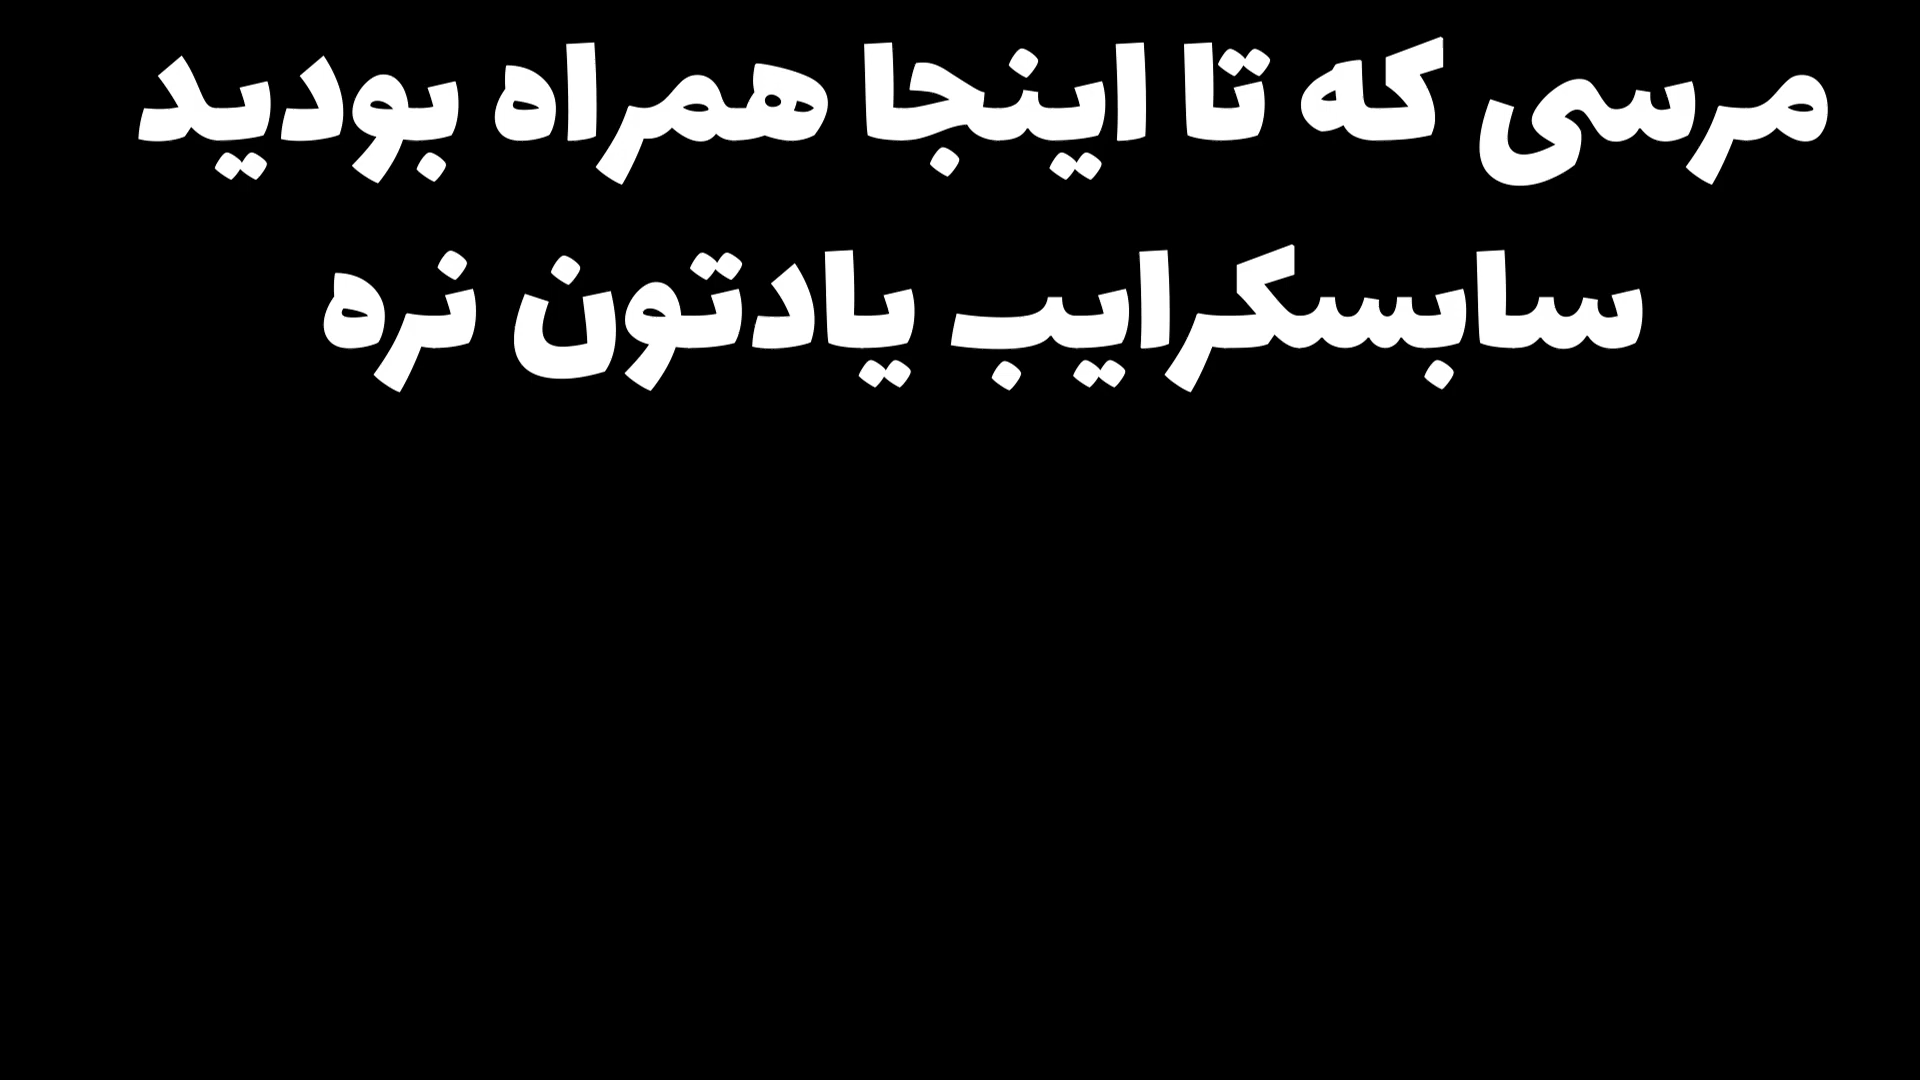 مرسی که تا اینجا همراه بودید
سابسکرایب یادتون نره